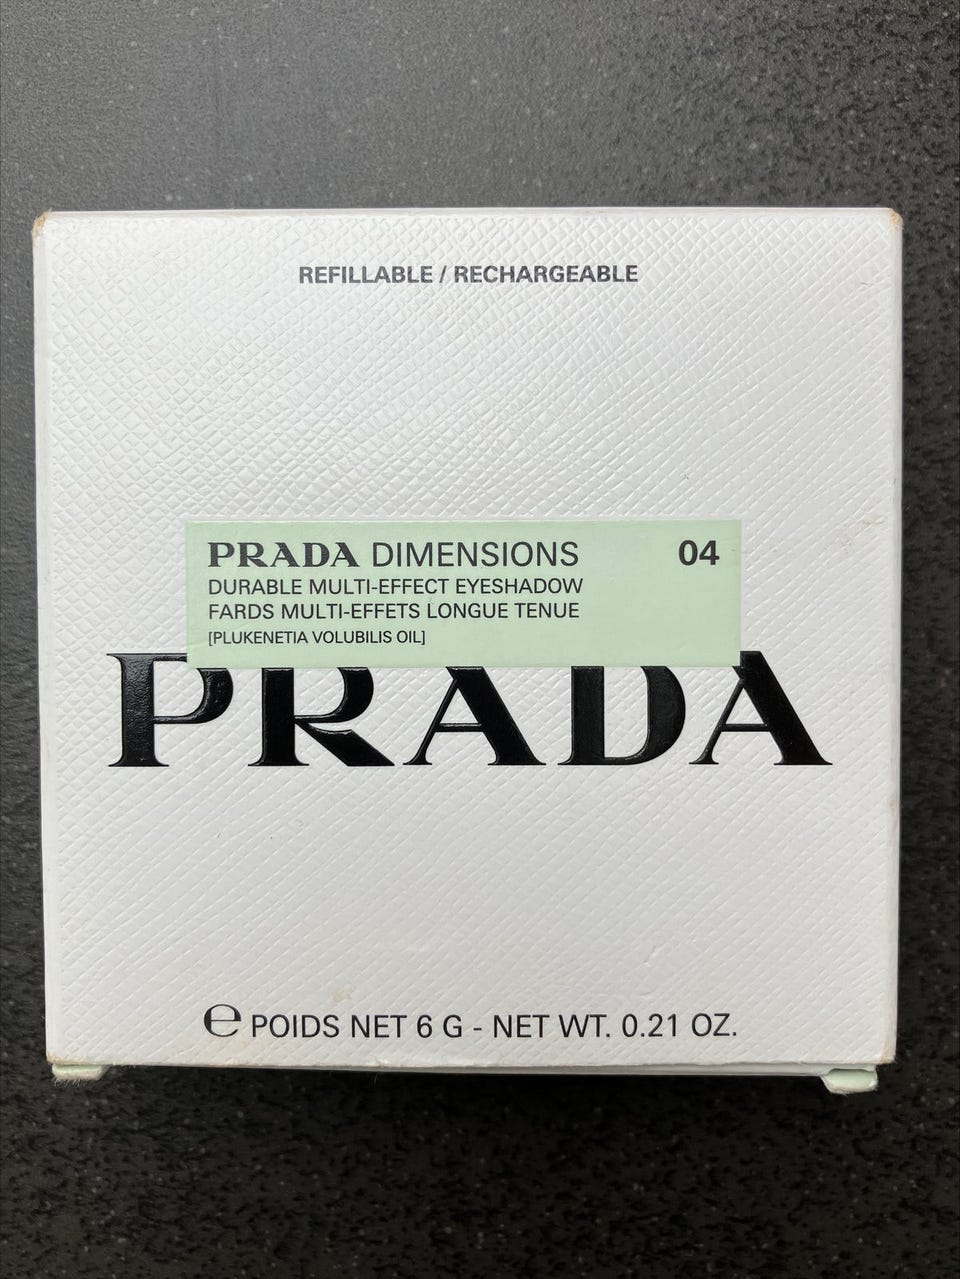 REFILLABLE / RECHARGEABLE
PRADA DIMENSIONS 04
DURABLE MULTI-EFFECT EYESHADOW
FARDS MULTI-EFFETS LONGUE TENUE
[PLUKENETIA VOLUBILIS OIL]
PRADA
℮ POIDS NET 6 G - NET WT. 0.21 OZ.